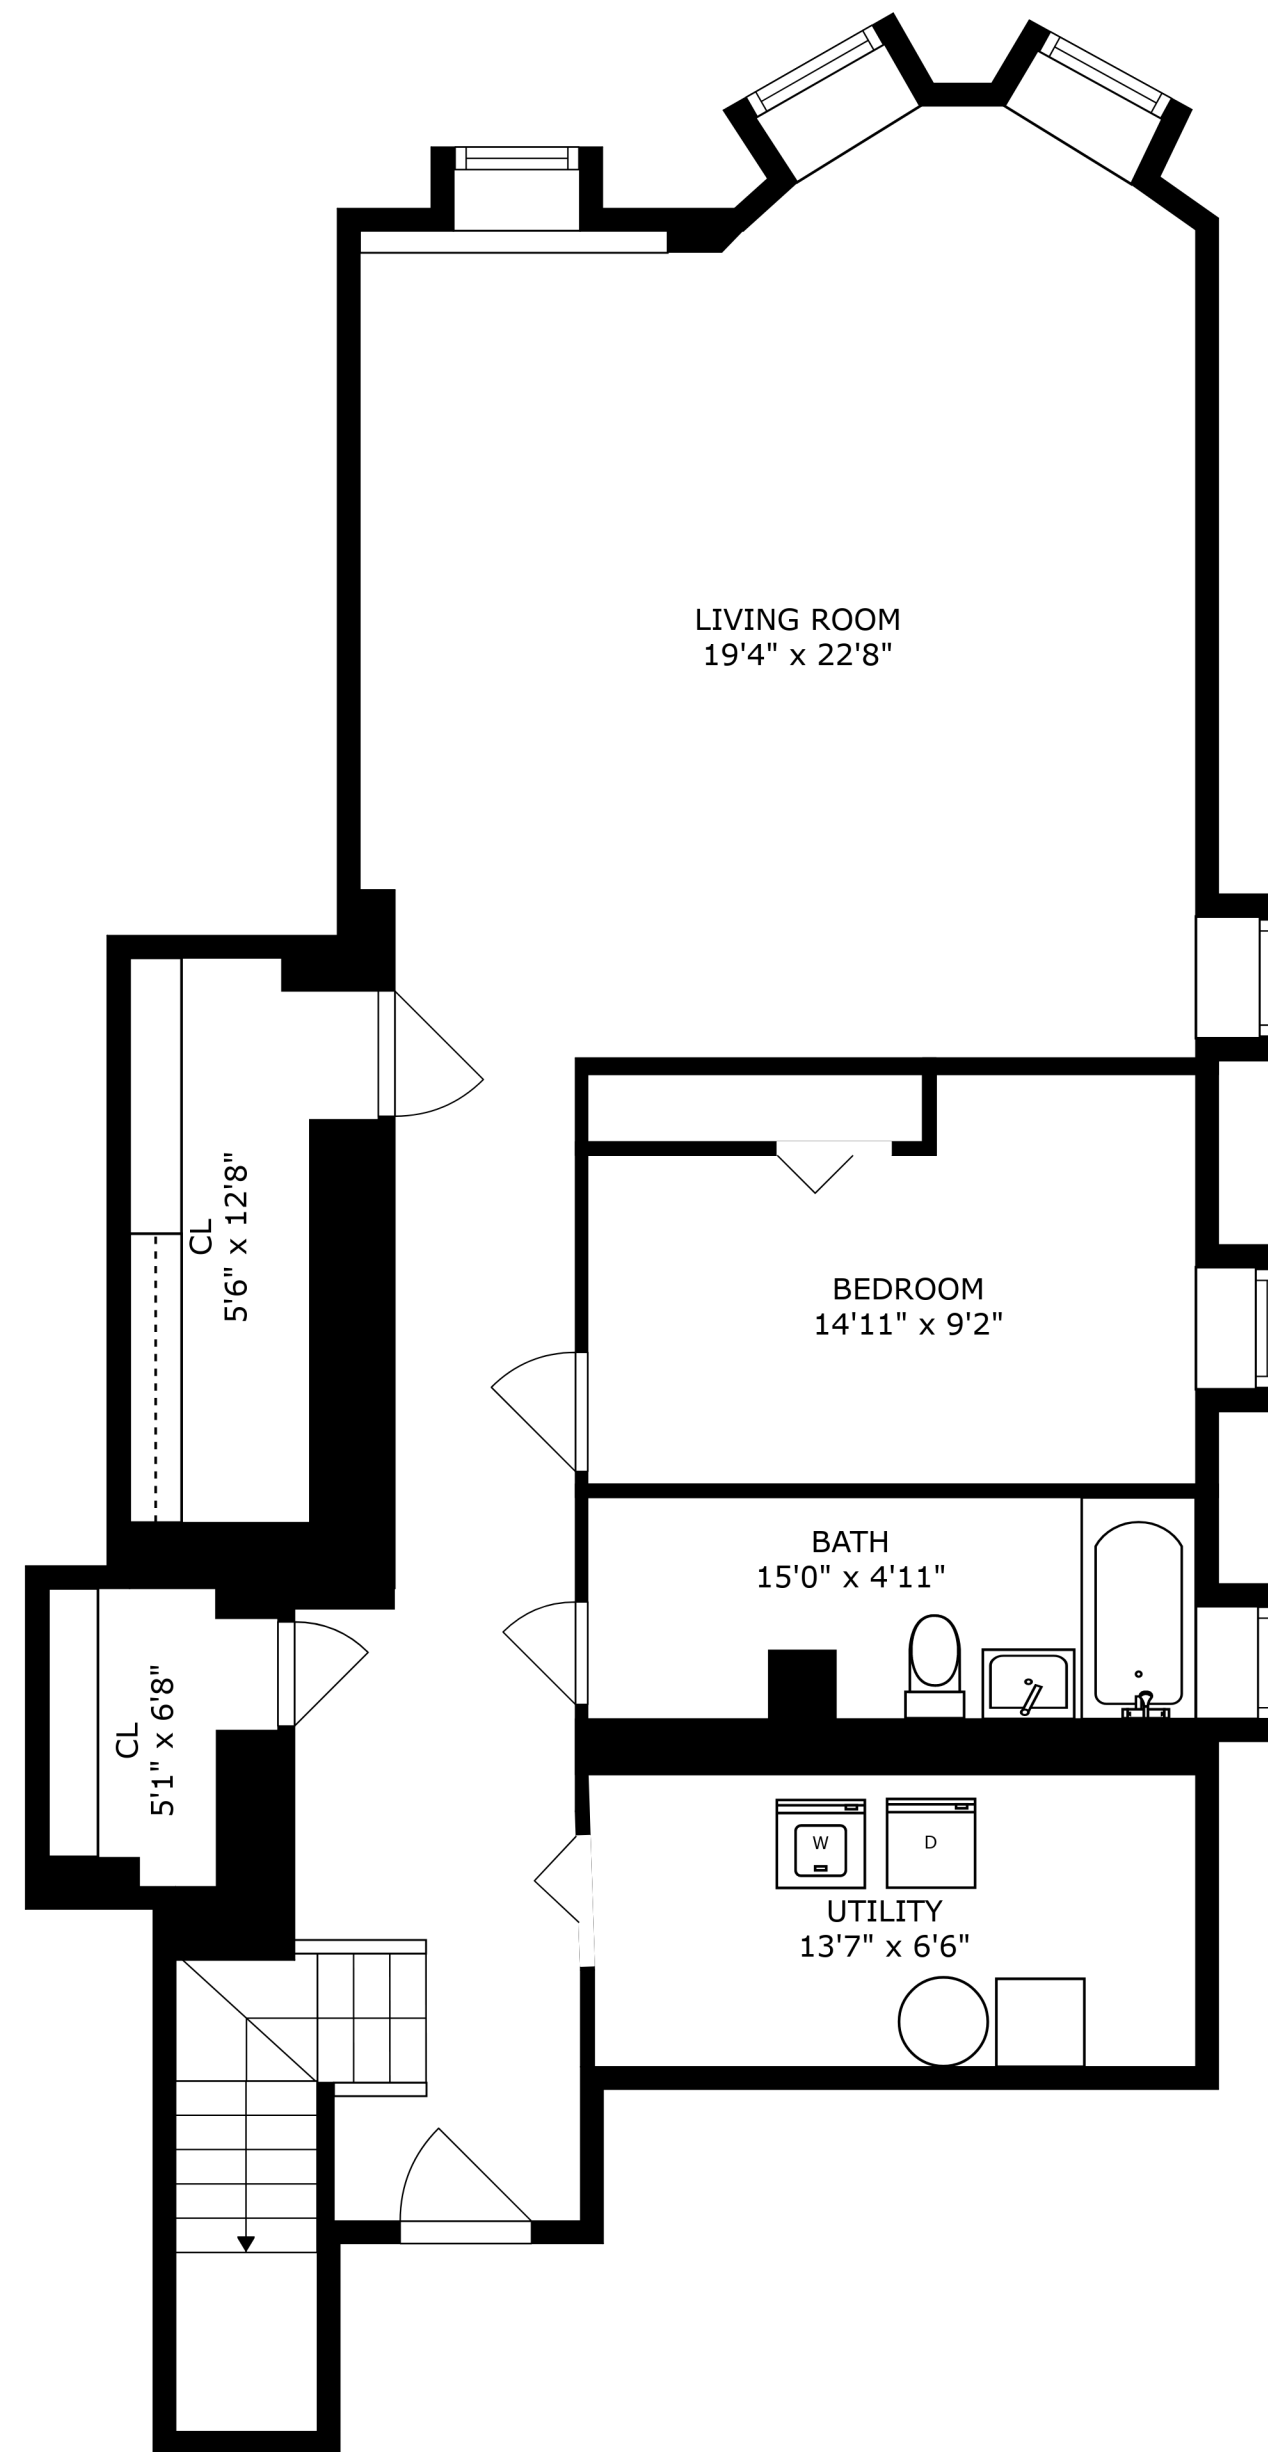 LIVING ROOM
19'4" x 22'8"
CL
5'6" x 12'8"
BEDROOM
14'11" x 9'2"
BATH
15'0" x 4'11"
CL
5'1" x 6'8"
W
D
UTILITY
13'7" x 6'6"